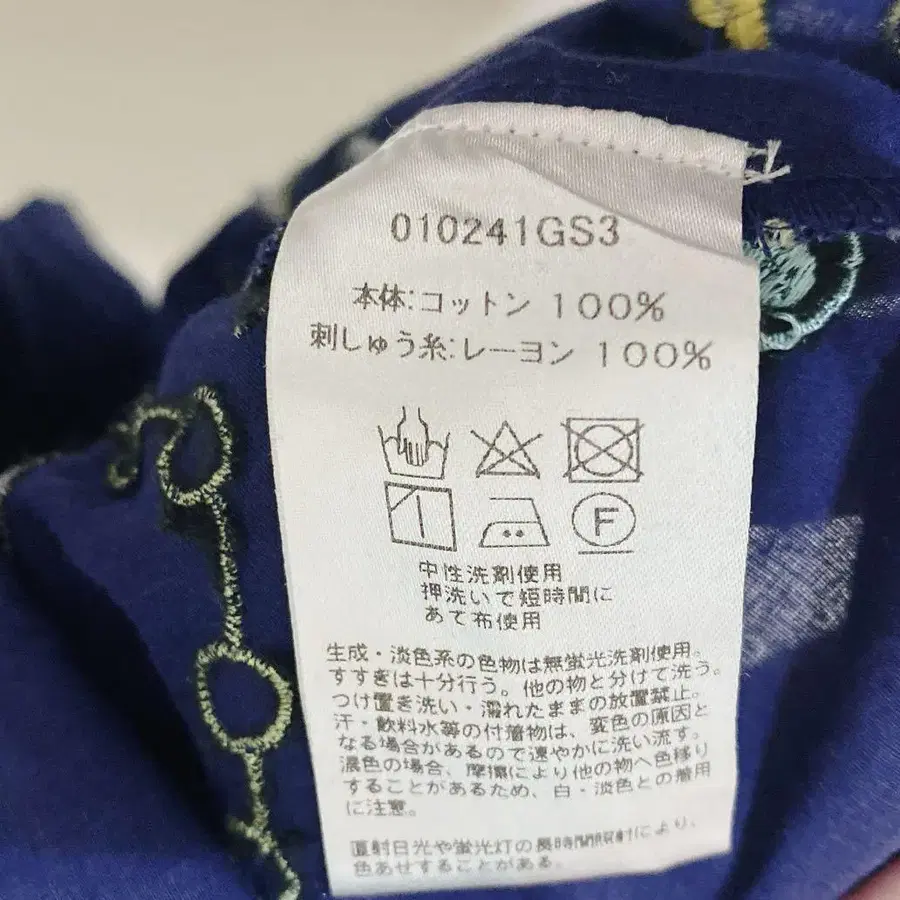 010241GS3
本体:コットン 100%
刺しゅう糸:レーヨン 100%
F
中性洗剤使用
押洗いで短時間に
あて布使用
生成・淡色系の色物は無蛍光洗剤使用。
すすぎは十分行う。他の物と分けて洗う。
つけ置き洗い・濡れたままの放置禁止。
汗・飲料水等の付着物は、変色の原因と
なる場合があるので速やかに洗い流す。
濃色の場合、摩擦により他の物へ色移り
することがあるため、白・淡色との着用
に注意。
直射日光や蛍光灯の長時間照射により、
色あせすることがある。